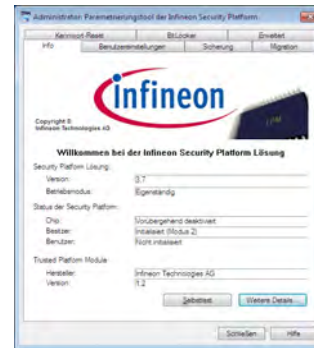 Administration Parametrierungstool der Infineon Security Platform
Kennwort-Reset
BitLocker
Erweitert
Info
Benutzereinstellungen
Sicherung
Migration
infineon
TPM
Copyright ©
Infineon Technologies AG
Willkommen bei der Infineon Security Platform Lösung
Security Platform Lösung:
Version: 3.7
Betriebsmodus: Eigenständig
Status der Security Platform:
Chip: Vorübergehend deaktiviert
Besitzer: Initialisiert (Modus 2)
Benutzer: Nicht initialisiert
Trusted Platform Module
Hersteller: Infineon Technologies AG
Version: 1.2
Selbsttest
Weitere Details...
Schließen
Hilfe